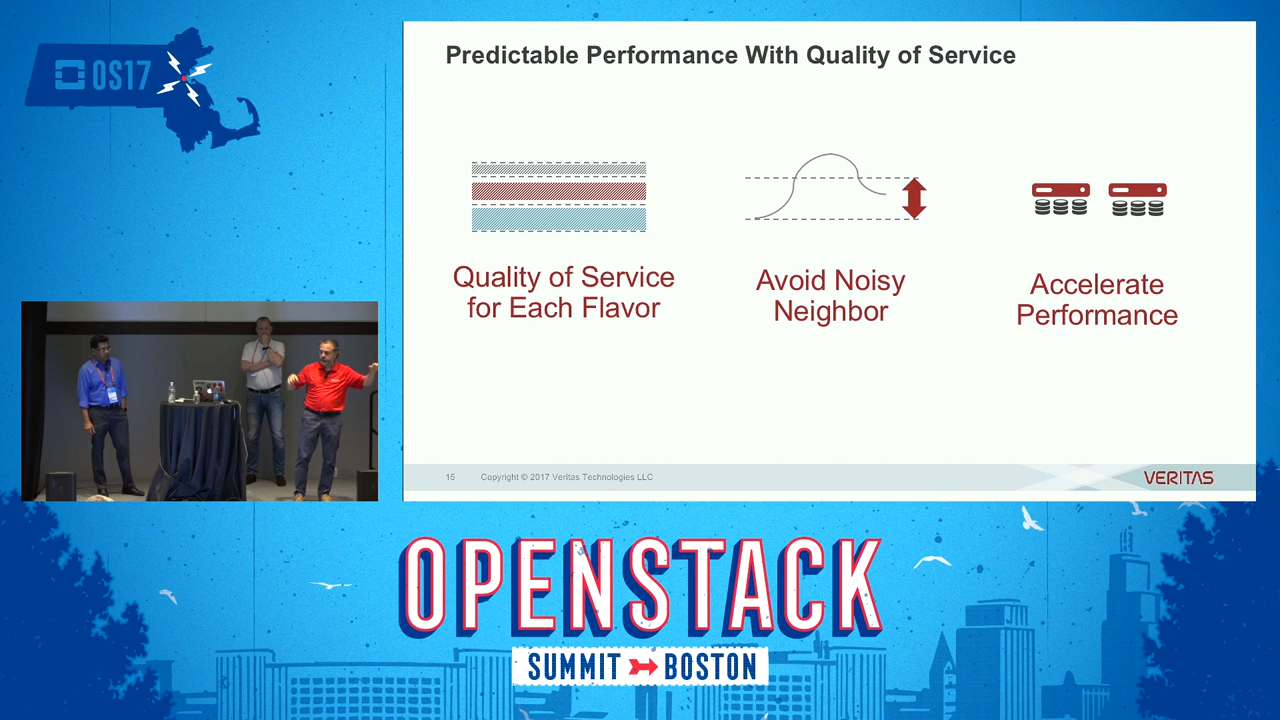 OS17
Predictable Performance With Quality of Service
Quality of Service
for Each Flavor
Avoid Noisy
Neighbor
Accelerate
Performance
15
Copyright © 2017 Veritas Technologies LLC
VERITAS
OPENSTACK
SUMMIT BOSTON